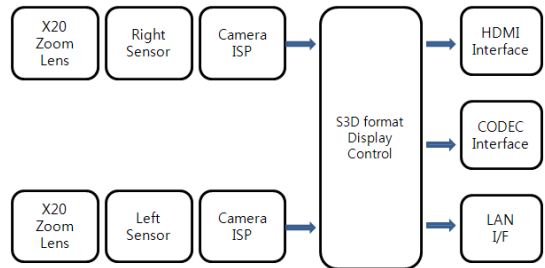 X20
Zoom
Lens
Right
Sensor
Camera
ISP
S3D format
Display
Control
HDMI
Interface
CODEC
Interface
X20
Zoom
Lens
Left
Sensor
Camera
ISP
LAN
I/F